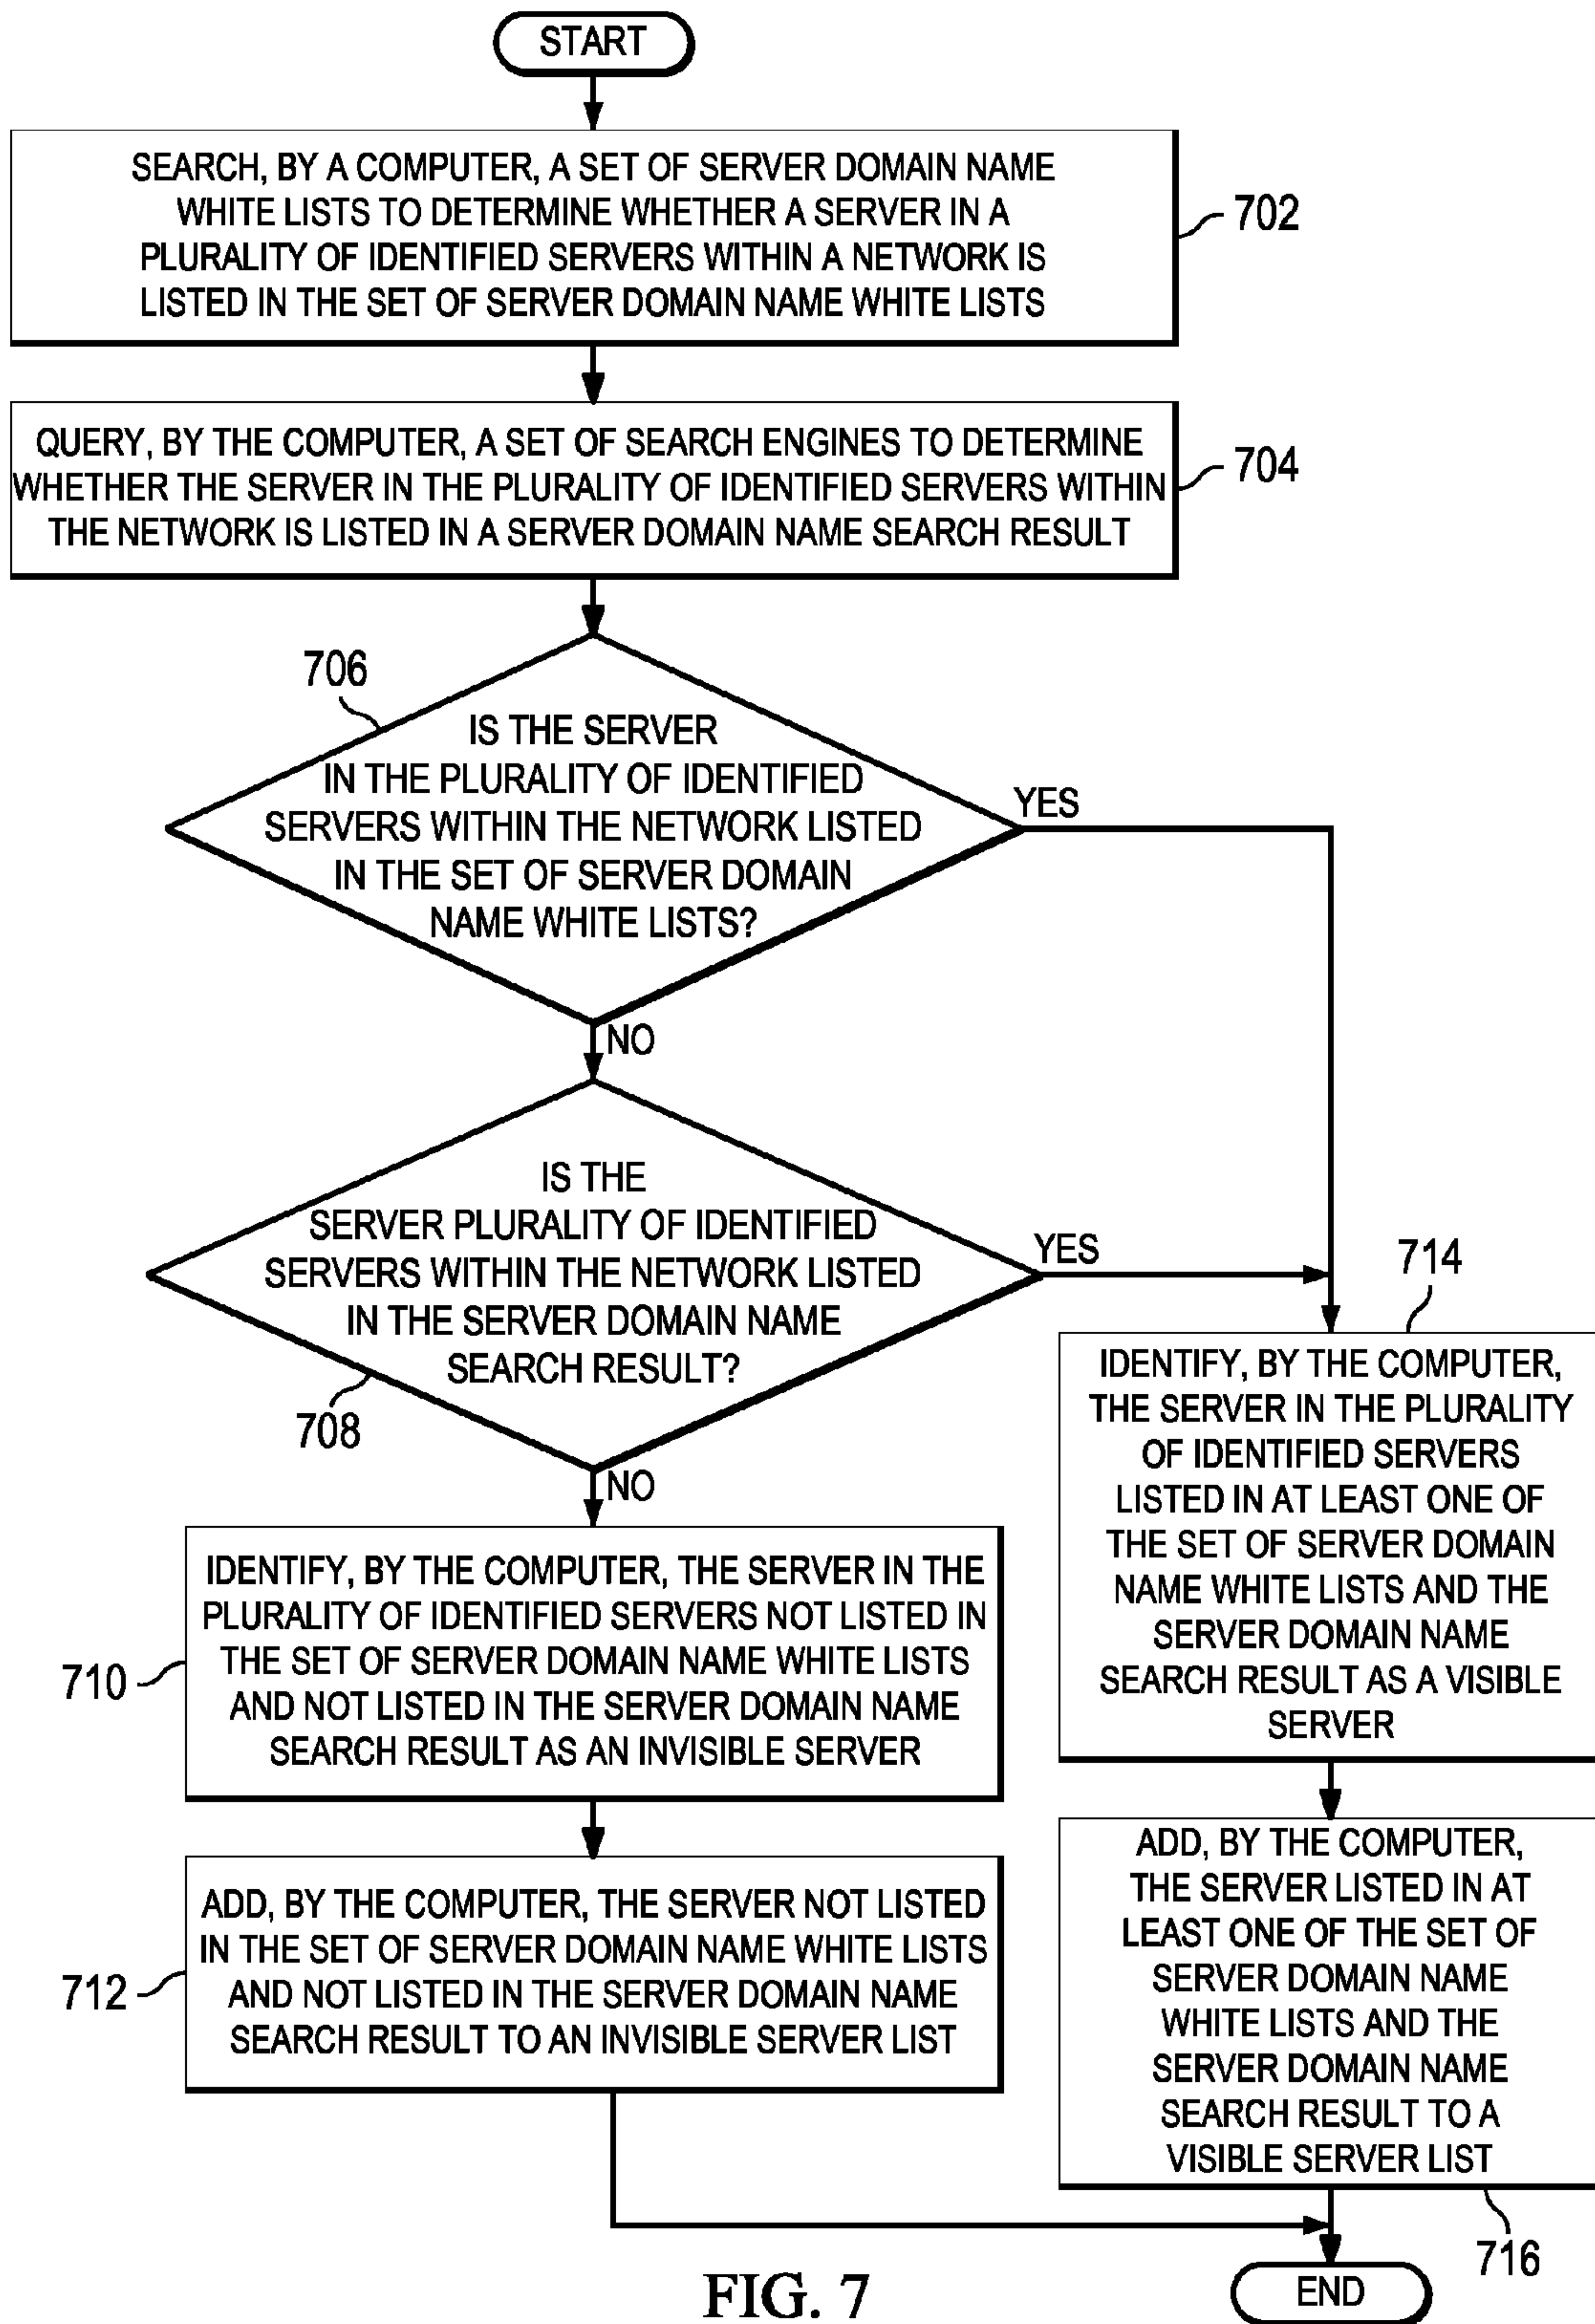 START
SEARCH, BY A COMPUTER, A SET OF SERVER DOMAIN NAME
WHITE LISTS TO DETERMINE WHETHER A SERVER IN A
PLURALITY OF IDENTIFIED SERVERS WITHIN A NETWORK IS
LISTED IN THE SET OF SERVER DOMAIN NAME WHITE LISTS
702
QUERY, BY THE COMPUTER, A SET OF SEARCH ENGINES TO DETERMINE
WHETHER THE SERVER IN THE PLURALITY OF IDENTIFIED SERVERS WITHIN
THE NETWORK IS LISTED IN A SERVER DOMAIN NAME SEARCH RESULT
704
706
IS THE SERVER
IN THE PLURALITY OF IDENTIFIED
SERVERS WITHIN THE NETWORK LISTED
IN THE SET OF SERVER DOMAIN
NAME WHITE LISTS?
YES
NO
IS THE
SERVER PLURALITY OF IDENTIFIED
SERVERS WITHIN THE NETWORK LISTED
IN THE SERVER DOMAIN NAME
SEARCH RESULT?
YES
708
NO
IDENTIFY, BY THE COMPUTER, THE SERVER IN THE
PLURALITY OF IDENTIFIED SERVERS NOT LISTED IN
THE SET OF SERVER DOMAIN NAME WHITE LISTS
AND NOT LISTED IN THE SERVER DOMAIN NAME
SEARCH RESULT AS AN INVISIBLE SERVER
710
ADD, BY THE COMPUTER, THE SERVER NOT LISTED
IN THE SET OF SERVER DOMAIN NAME WHITE LISTS
AND NOT LISTED IN THE SERVER DOMAIN NAME
SEARCH RESULT TO AN INVISIBLE SERVER LIST
712
714
IDENTIFY, BY THE COMPUTER,
THE SERVER IN THE PLURALITY
OF IDENTIFIED SERVERS
LISTED IN AT LEAST ONE OF
THE SET OF SERVER DOMAIN
NAME WHITE LISTS AND THE
SERVER DOMAIN NAME
SEARCH RESULT AS A VISIBLE
SERVER
ADD, BY THE COMPUTER,
THE SERVER LISTED IN AT
LEAST ONE OF THE SET OF
SERVER DOMAIN NAME
WHITE LISTS AND THE
SERVER DOMAIN NAME
SEARCH RESULT TO A
VISIBLE SERVER LIST
716
END
FIG. 7